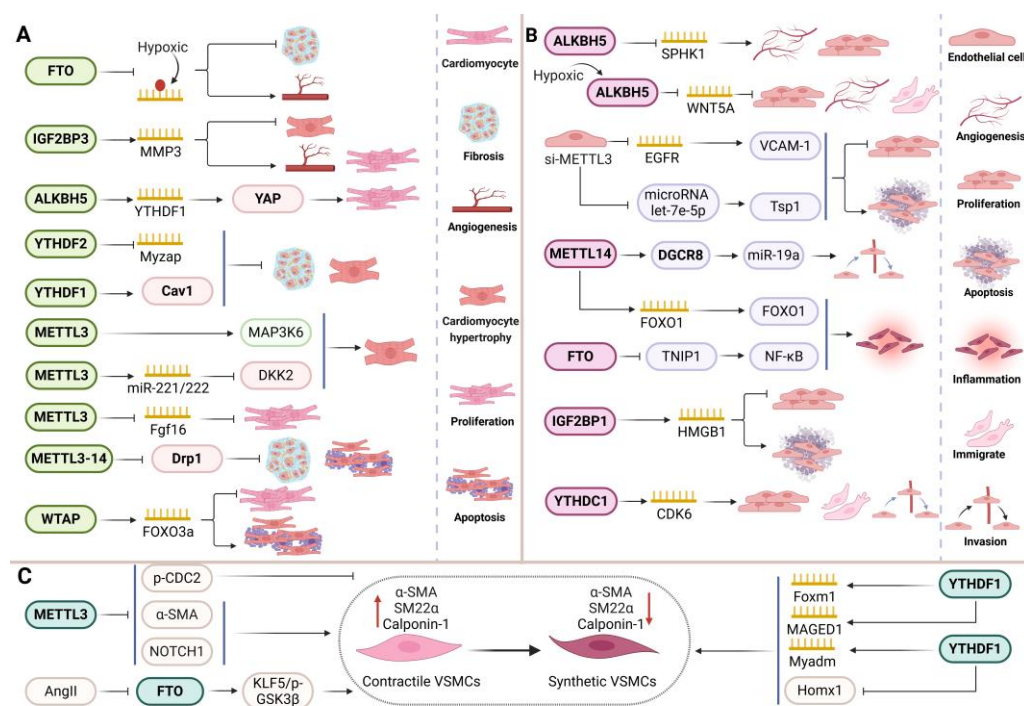 A
Hypoxic
FTO
IGF2BP3
MMP3
ALKBH5
YTHDF1
YAP
YTHDF2
Myzap
YTHDF1
Cav1
METTL3
MAP3K6
METTL3
miR-221/222
DKK2
METTL3
Fgf16
METTL3-14
Drp1
WTAP
FOXO3a
Cardiomyocyte
Fibrosis
Angiogenesis
Cardiomyocyte
hypertrophy
Proliferation
Apoptosis
B
ALKBH5
SPHK1
Hypoxic
ALKBH5
WNT5A
si-METTL3
EGFR
VCAM-1
microRNA
let-7e-5p
Tsp1
METTL14
DGCR8
miR-19a
FOXO1
FOXO1
FTO
TNIP1
NF-κB
IGF2BP1
HMGB1
YTHDC1
CDK6
Endothelial cell
Angiogenesis
Proliferation
Apoptosis
Inflammation
Immigrate
Invasion
C
METTL3
p-CDC2
α-SMA
NOTCH1
AngII
FTO
KLF5/p-
GSK3β
α-SMA
SM22α
Calponin-1
Contractile VSMCs
α-SMA
SM22α
Calponin-1
Synthetic VSMCs
Foxm1
YTHDF1
MAGED1
Myadm
YTHDF1
Homx1